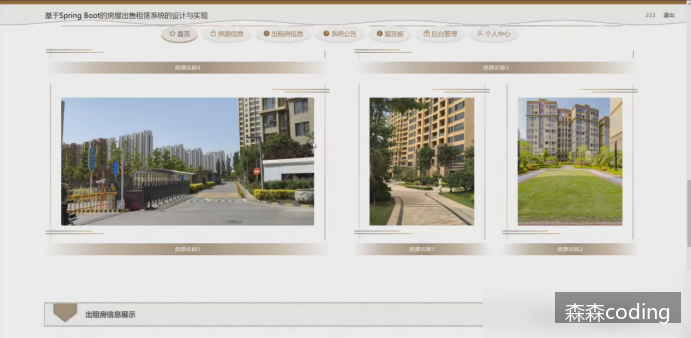 基于Spring Boot的房屋出售租赁系统的设计与实现
222 退出
首页 房源信息 出租房信息 系统公告 留言板 后台管理 个人中心
房源名称4 房源名称3
房源名称5 房源名称1 房源名称2
出租房信息展示
森森coding